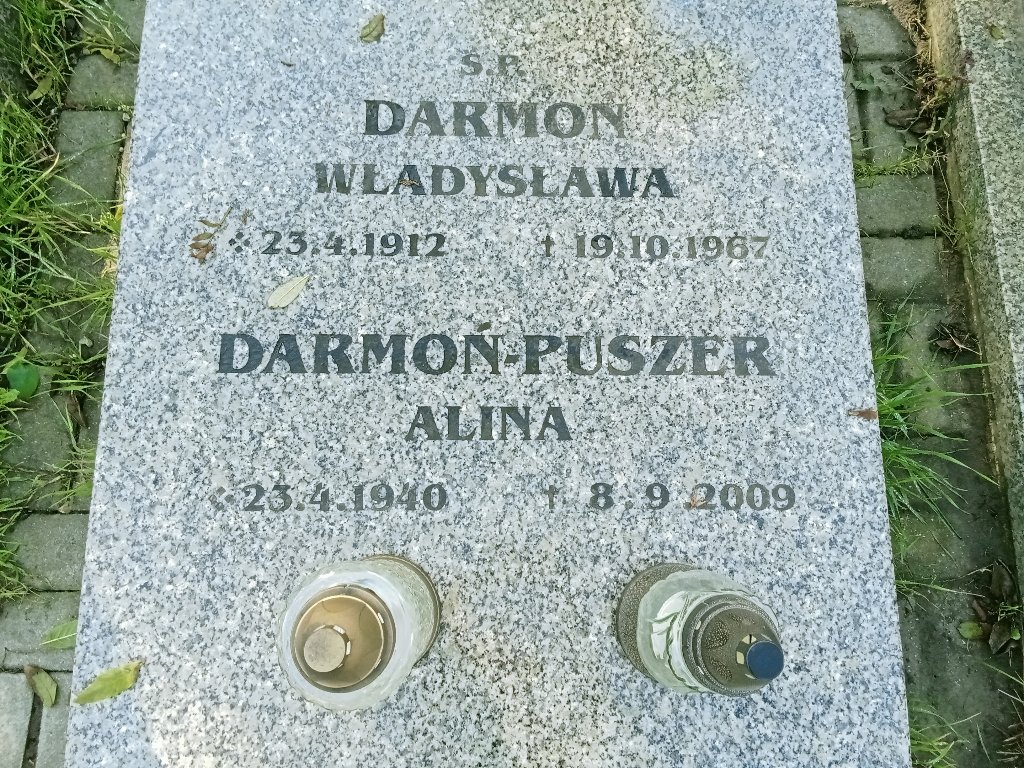 Ś.P.
DARMOŃ
WŁADYSŁAWA
23.4.1912 † 19.10.1967
DARMOŃ-PUSZER
ALINA
23.4.1940 † 8.9.2009